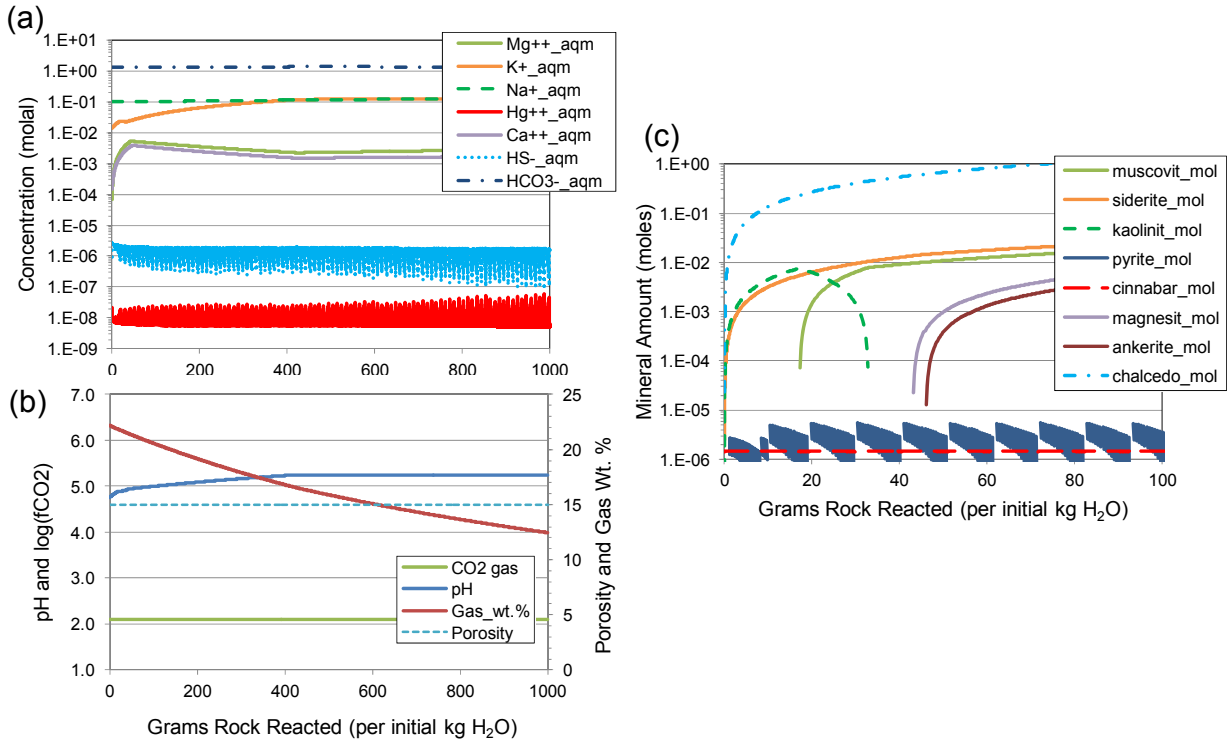 (a)
1.E+01
1.E+00
1.E-01
1.E-02
1.E-03
1.E-04
1.E-05
1.E-06
1.E-07
1.E-08
1.E-09
Concentration (molal)
0 200 400 600 800 1000
Mg++_aqm
K+_aqm
Na+_aqm
Hg++_aqm
Ca++_aqm
HS-_aqm
HCO3-_aqm
(b)
7.0
6.0
5.0
4.0
3.0
2.0
1.0
pH and log(fCO2)
25
20
15
10
5
0
Porosity and Gas Wt. %
CO2 gas
pH
Gas_wt.%
Porosity
0 200 400 600 800 1000
Grams Rock Reacted (per initial kg H₂O)
(c)
1.E+00
1.E-01
1.E-02
1.E-03
1.E-04
1.E-05
1.E-06
Mineral Amount (moles)
muscovit_mol
siderite_mol
kaolinit_mol
pyrite_mol
cinnabar_mol
magnesit_mol
ankerite_mol
chalcedo_mol
0 20 40 60 80 100
Grams Rock Reacted (per initial kg H₂O)